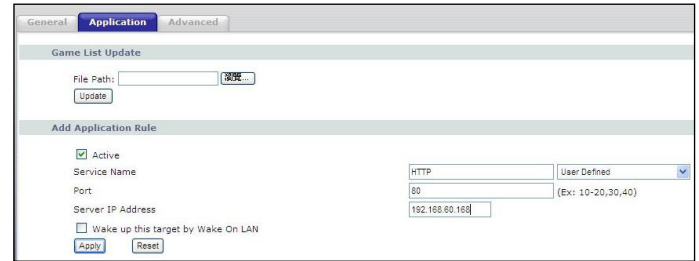 General Application Advanced
Game List Update
File Path: 瀏覽...
Update
Add Application Rule
Active
Service Name HTTP User Defined
Port 80 (Ex: 10-20,30,40)
Server IP Address 192.168.60.168
Wake up this target by Wake On LAN
Apply Reset